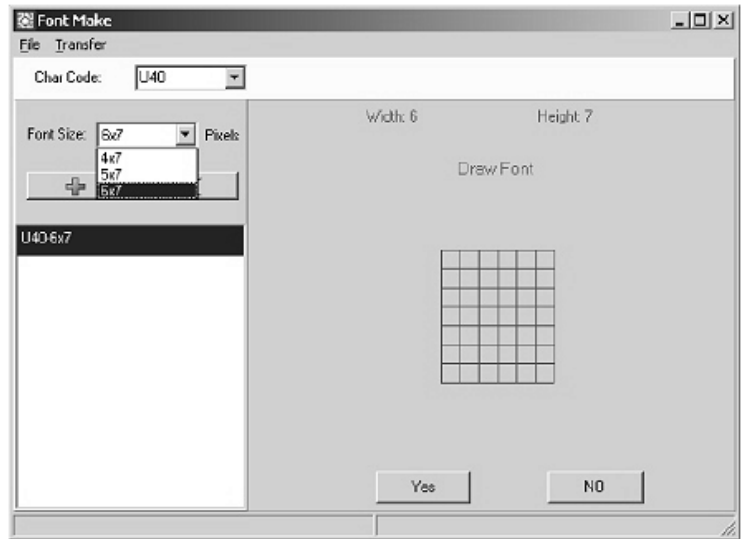 Font Make
File Transfer
Char Code: U40
Font Size: 6x7 Pixels
4x7
5x7
6x7
U40-6x7
Width: 6 Height: 7
Draw Font
Yes NO